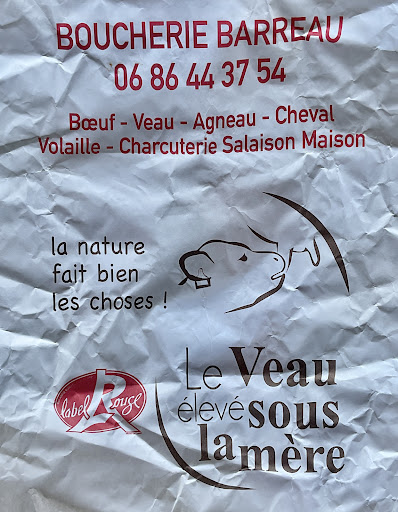 BOUCHERIE BARREAU
06 86 44 37 54
Bœuf - Veau - Agneau - Cheval
Volaille - Charcuterie Salaison Maison
la nature
fait bien
les choses !
label Rouge
Le Veau
élevé sous
la mère